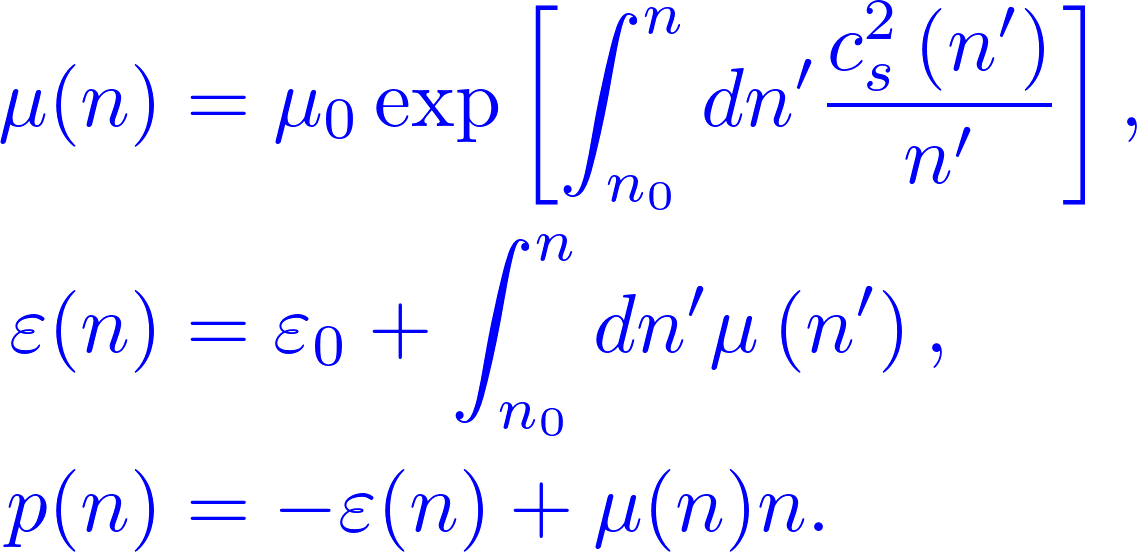 μ(n) = μ₀ exp [∫_{n₀}^{n} dn′ c_s²(n′)/n′],
ε(n) = ε₀ + ∫_{n₀}^{n} dn′μ(n′),
p(n) = −ε(n) + μ(n)n.